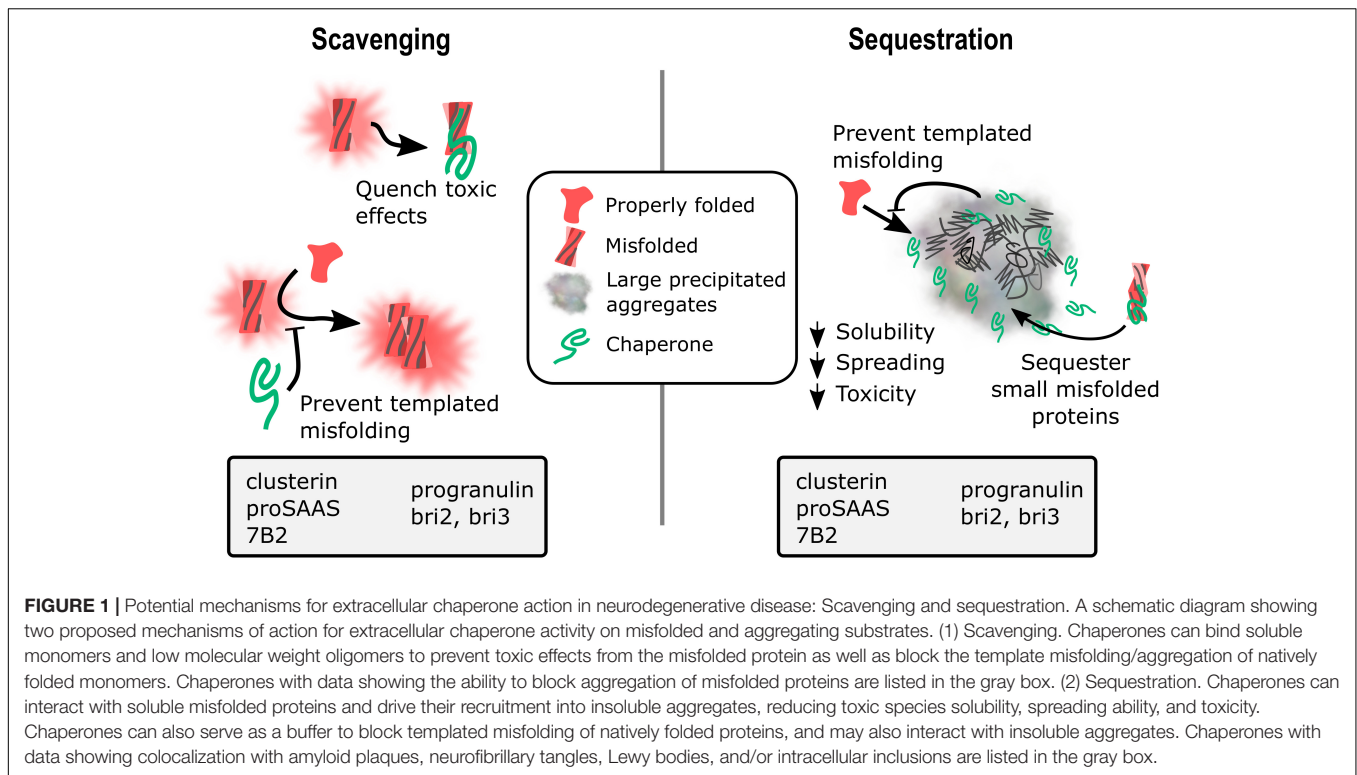 Scavenging
Quench toxic
effects
Prevent templated
misfolding
clusterin
proSAAS
7B2
progranulin
bri2, bri3
Properly folded
Misfolded
Large precipitated
aggregates
Chaperone
Sequestration
Prevent templated
misfolding
Solubility
Spreading
Toxicity
Sequester
small misfolded
proteins
clusterin
proSAAS
7B2
progranulin
bri2, bri3
FIGURE 1 | Potential mechanisms for extracellular chaperone action in neurodegenerative disease: Scavenging and sequestration. A schematic diagram showing
two proposed mechanisms of action for extracellular chaperone activity on misfolded and aggregating substrates. (1) Scavenging. Chaperones can bind soluble
monomers and low molecular weight oligomers to prevent toxic effects from the misfolded protein as well as block the template misfolding/aggregation of natively
folded monomers. Chaperones with data showing the ability to block aggregation of misfolded proteins are listed in the gray box. (2) Sequestration. Chaperones can
interact with soluble misfolded proteins and drive their recruitment into insoluble aggregates, reducing toxic species solubility, spreading ability, and toxicity.
Chaperones can also serve as a buffer to block templated misfolding of natively folded proteins, and may also interact with insoluble aggregates. Chaperones with
data showing colocalization with amyloid plaques, neurofibrillary tangles, Lewy bodies, and/or intracellular inclusions are listed in the gray box.